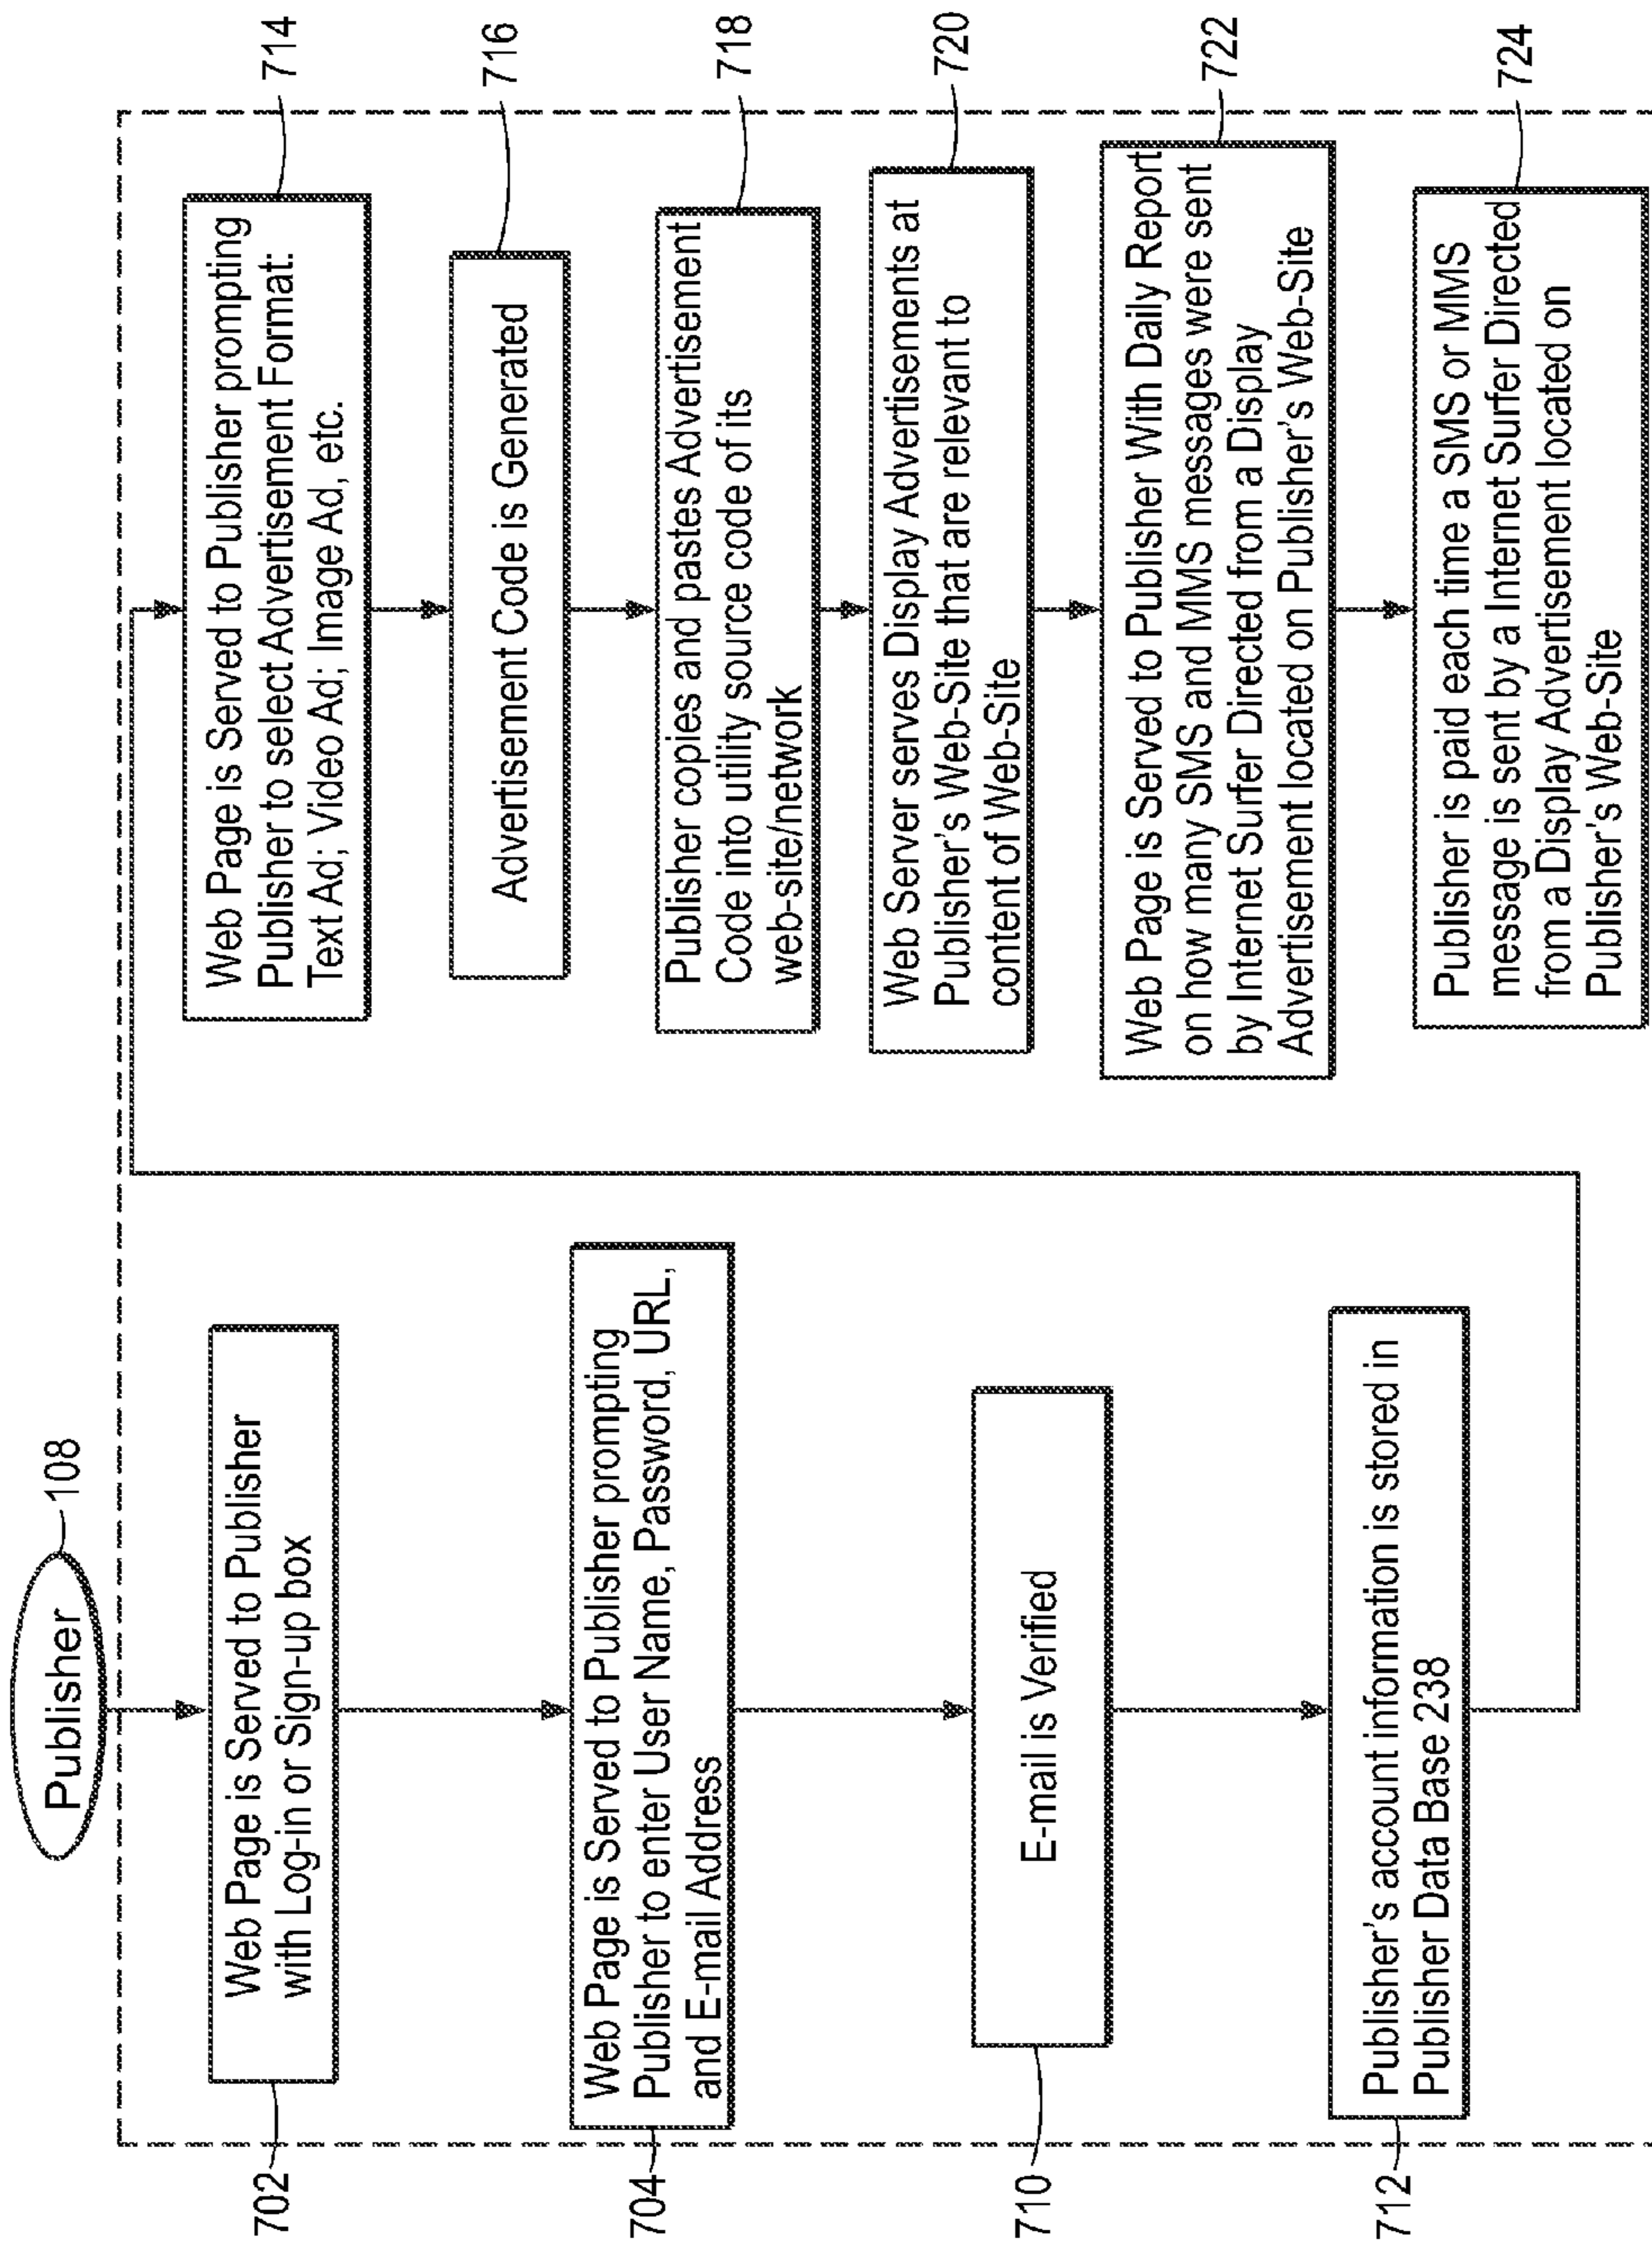 Publisher
108
Web Page is Served to Publisher
with Log-in or Sign-up box
702
Web Page is Served to Publisher prompting
Publisher to enter User Name, Password, URL,
and E-mail Address
704
E-mail is Verified
710
Publisher's account information is stored in
Publisher Data Base 238
712
Web Page is Served to Publisher prompting
Publisher to select Advertisement Format:
Text Ad; Video Ad; Image Ad, etc.
714
Advertisement Code is Generated
716
Publisher copies and pastes Advertisement
Code into utility source code of its
web-site/network
718
Web Server serves Display Advertisements at
Publisher's Web-Site that are relevant to
content of Web-Site
720
Web Page is Served to Publisher With Daily Report
on how many SMS and MMS messages were sent
by Internet Surfer Directed from a Display
Advertisement located on Publisher's Web-Site
722
Publisher is paid each time a SMS or MMS
message is sent by a Internet Surfer Directed
from a Display Advertisement located on
Publisher's Web-Site
724